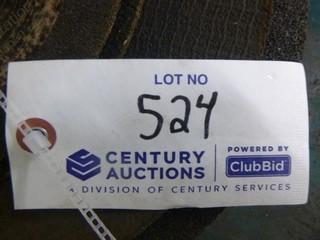 LOT NO
524
CENTURY AUCTIONS
POWERED BY
ClubBid
A DIVISION OF CENTURY SERVICES